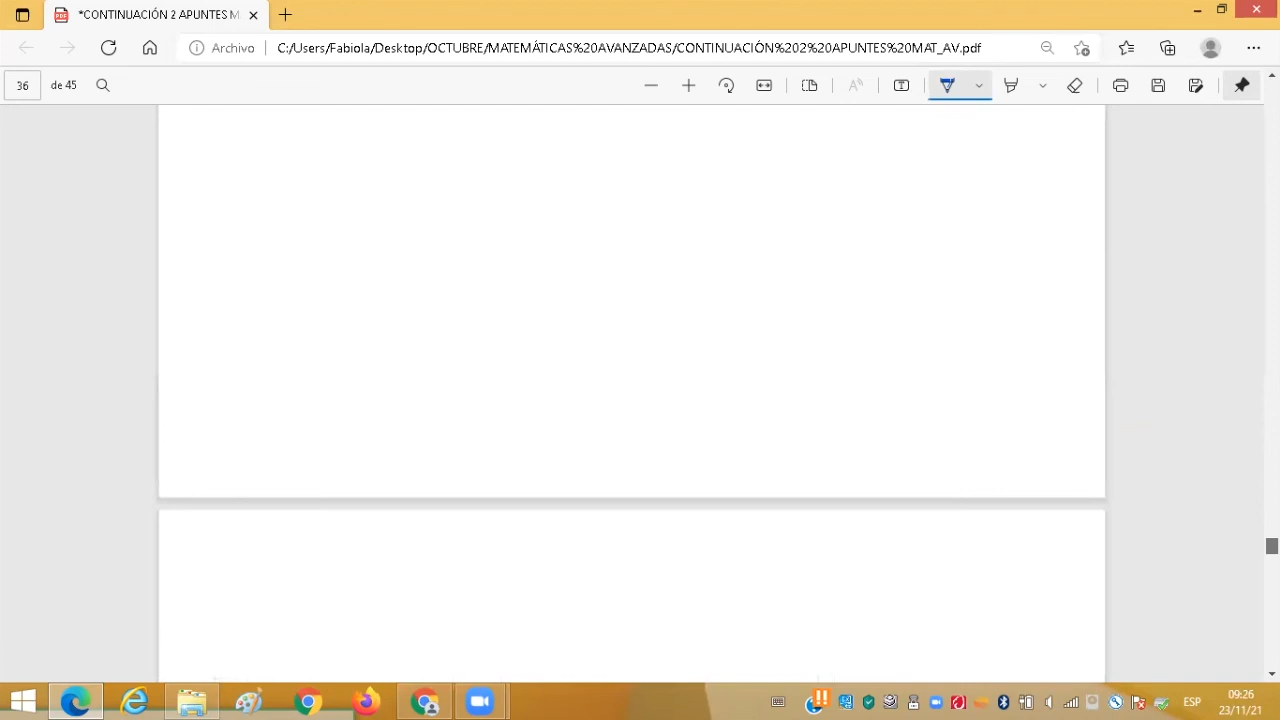 *CONTINUACIÓN 2 APUNTES M
Archivo
C:/Users/Fabiola/Desktop/OCTUBRE/MATEMÁTICAS%20AVANZADAS/CONTINUACIÓN%202%20APUNTES%20MAT_AV.pdf
36 de 45
ESP
09:26
23/11/21